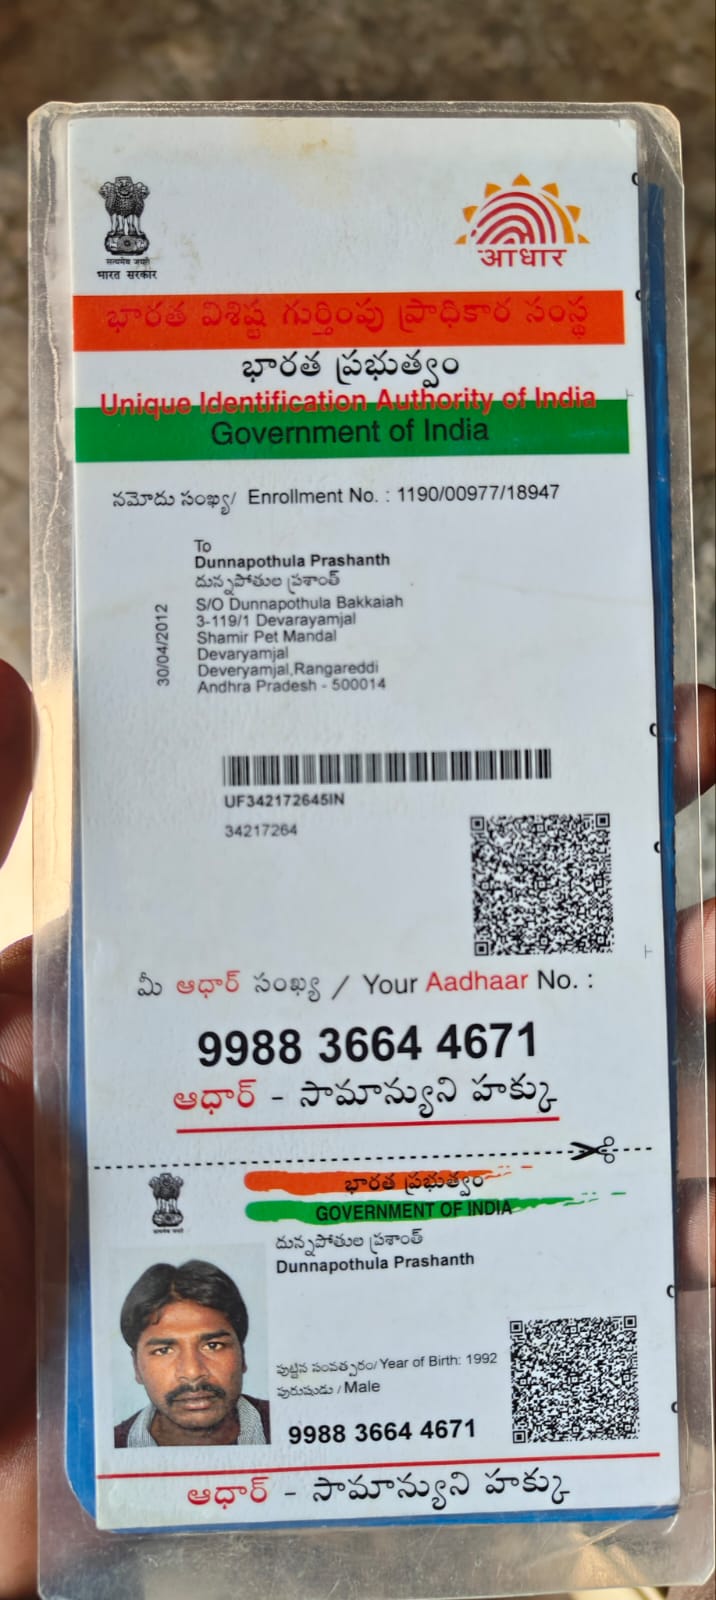 सत्यमेव जयते
भारत सरकार
आधार
భారత విశిష్ట గుర్తింపు ప్రాధికార సంస్థ
భారత ప్రభుత్వం
Unique Identification Authority of India
Government of India
నమోదు సంఖ్య/ Enrollment No. : 1190/00977/18947
To
Dunnapothula Prashanth
దున్నపోతుల ప్రశాంత్
S/O Dunnapothula Bakkaiah
3-119/1 Devarayamjal
Shamir Pet Mandal
Devaryamjal
Deveryamjal,Rangareddi
Andhra Pradesh - 500014
30/04/2012
UF342172645IN
34217264
మీ ఆధార్ సంఖ్య / Your Aadhaar No. :
9988 3664 4671
ఆధార్ - సామాన్యుని హక్కు
భారత ప్రభుత్వం
GOVERNMENT OF INDIA
దున్నపోతుల ప్రశాంత్
Dunnapothula Prashanth
పుట్టిన సంవత్సరం/Year of Birth: 1992
పురుషుడు / Male
9988 3664 4671
ఆధార్ - సామాన్యుని హక్కు